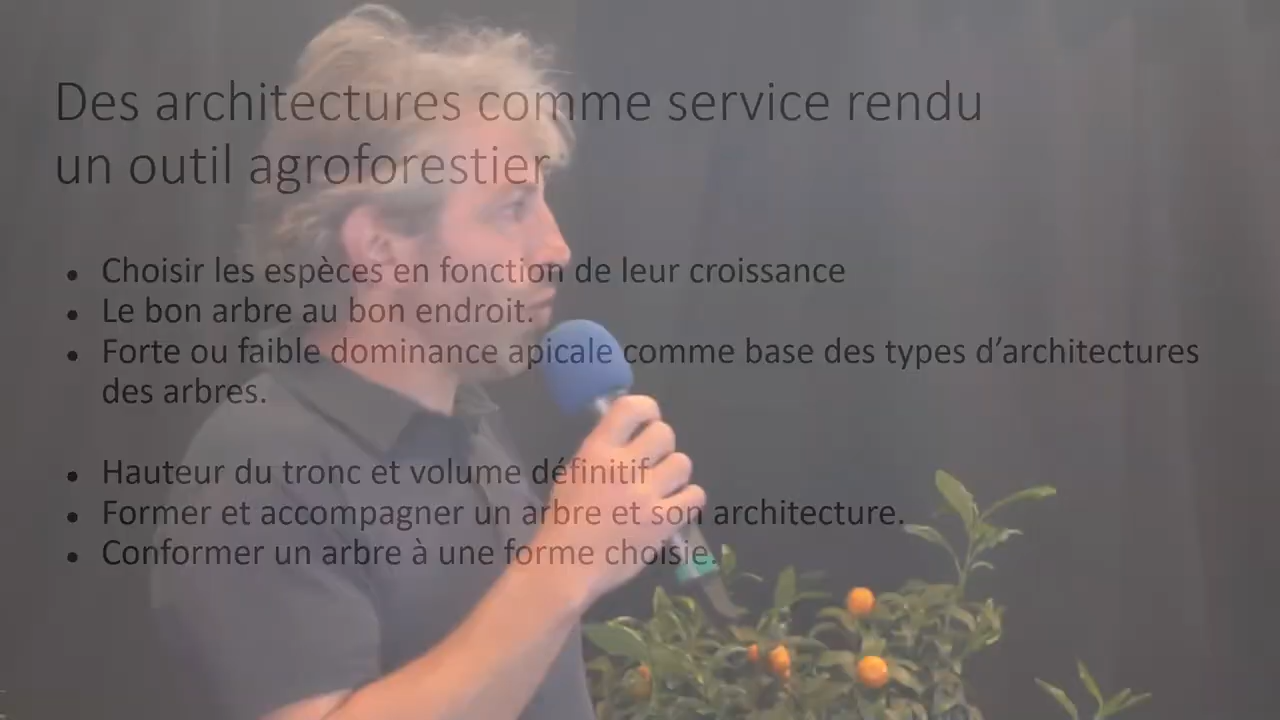 Des architectures comme service rendu
un outil agroforestier
• Choisir les espèces en fonction de leur croissance
• Le bon arbre au bon endroit.
• Forte ou faible dominance apicale comme base des types d’architectures
des arbres.
• Hauteur du tronc et volume définitif
• Former et accompagner un arbre et son architecture.
• Conformer un arbre à une forme choisie.